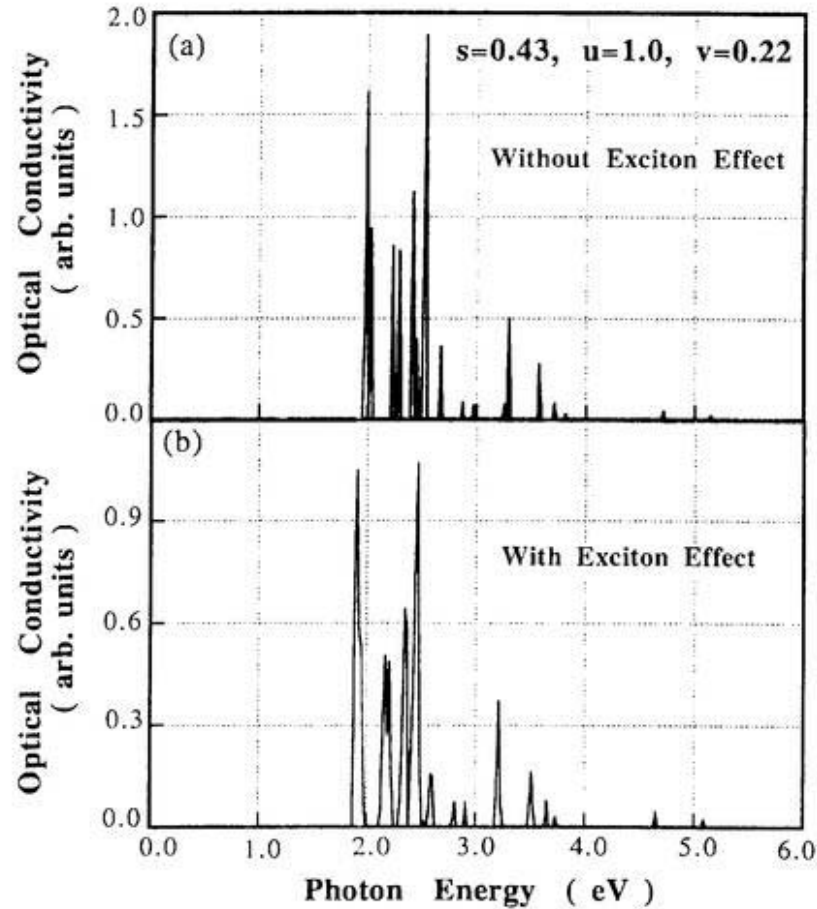 (a)
s=0.43, u=1.0, v=0.22
Without Exciton Effect
2.0
1.5
1.0
0.5
0.0
Optical Conductivity
( arb. units )
(b)
With Exciton Effect
0.9
0.6
0.3
0.0
Optical Conductivity
( arb. units )
0.0 1.0 2.0 3.0 4.0 5.0 6.0
Photon Energy ( eV )